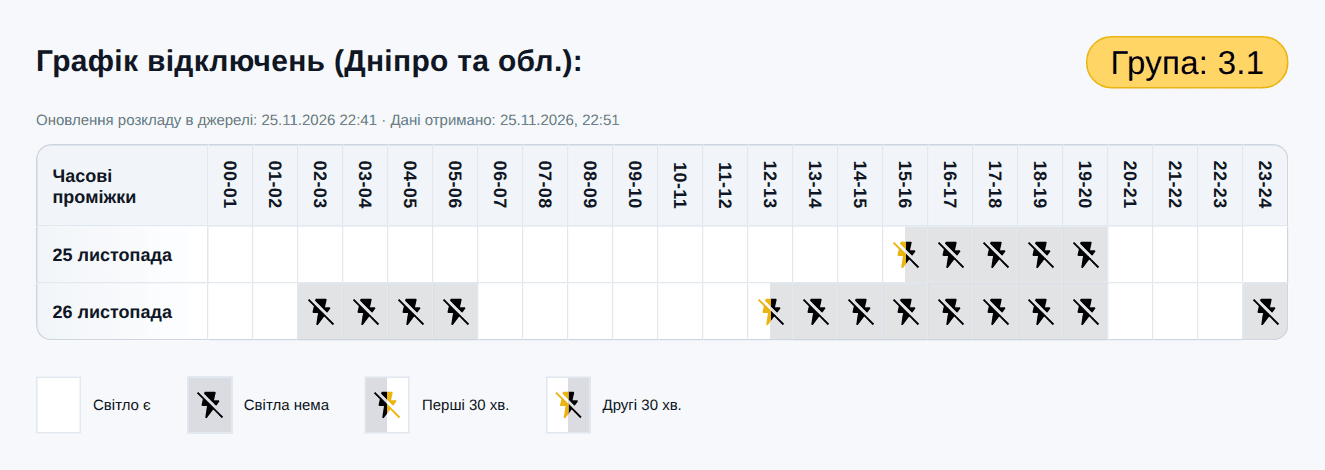 Графік відключень (Дніпро та обл.):
Група: 3.1
Оновлення розкладу в джерелі: 25.11.2026 22:41 · Дані отримано: 25.11.2026, 22:51
Часові
проміжки
00-01
01-02
02-03
03-04
04-05
05-06
06-07
07-08
08-09
09-10
10-11
11-12
12-13
13-14
14-15
15-16
16-17
17-18
18-19
19-20
20-21
21-22
22-23
23-24
25 листопада
26 листопада
Світло є
Світла нема
Перші 30 хв.
Другі 30 хв.